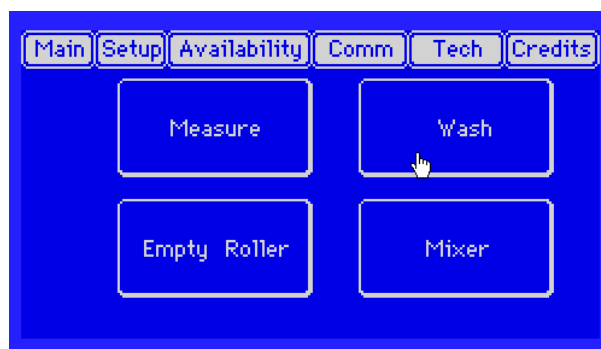 Main Setup Availability Comm Tech Credits
Measure Wash
Empty Roller Mixer